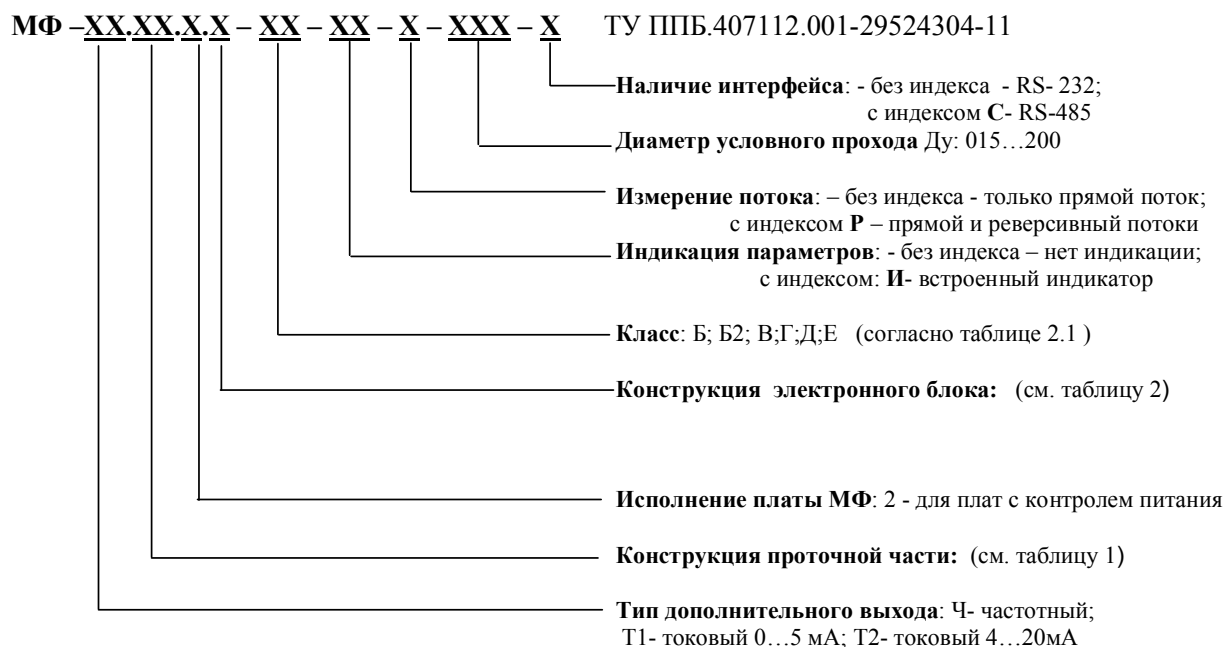 МФ –XX.XX.X.X – XX – XX – X – XXX – X ТУ ППБ.407112.001-29524304-11
Наличие интерфейса: - без индекса - RS- 232;
с индексом С- RS-485
Диаметр условного прохода Ду: 015…200
Измерение потока: – без индекса - только прямой поток;
с индексом Р – прямой и реверсивный потоки
Индикация параметров: - без индекса – нет индикации;
с индексом: И- встроенный индикатор
Класс: Б; Б2; В;Г;Д;Е (согласно таблице 2.1 )
Конструкция электронного блока: (см. таблицу 2)
Исполнение платы МФ: 2 - для плат с контролем питания
Конструкция проточной части: (см. таблицу 1)
Тип дополнительного выхода: Ч- частотный;
Т1- токовый 0…5 мА; Т2- токовый 4…20мА